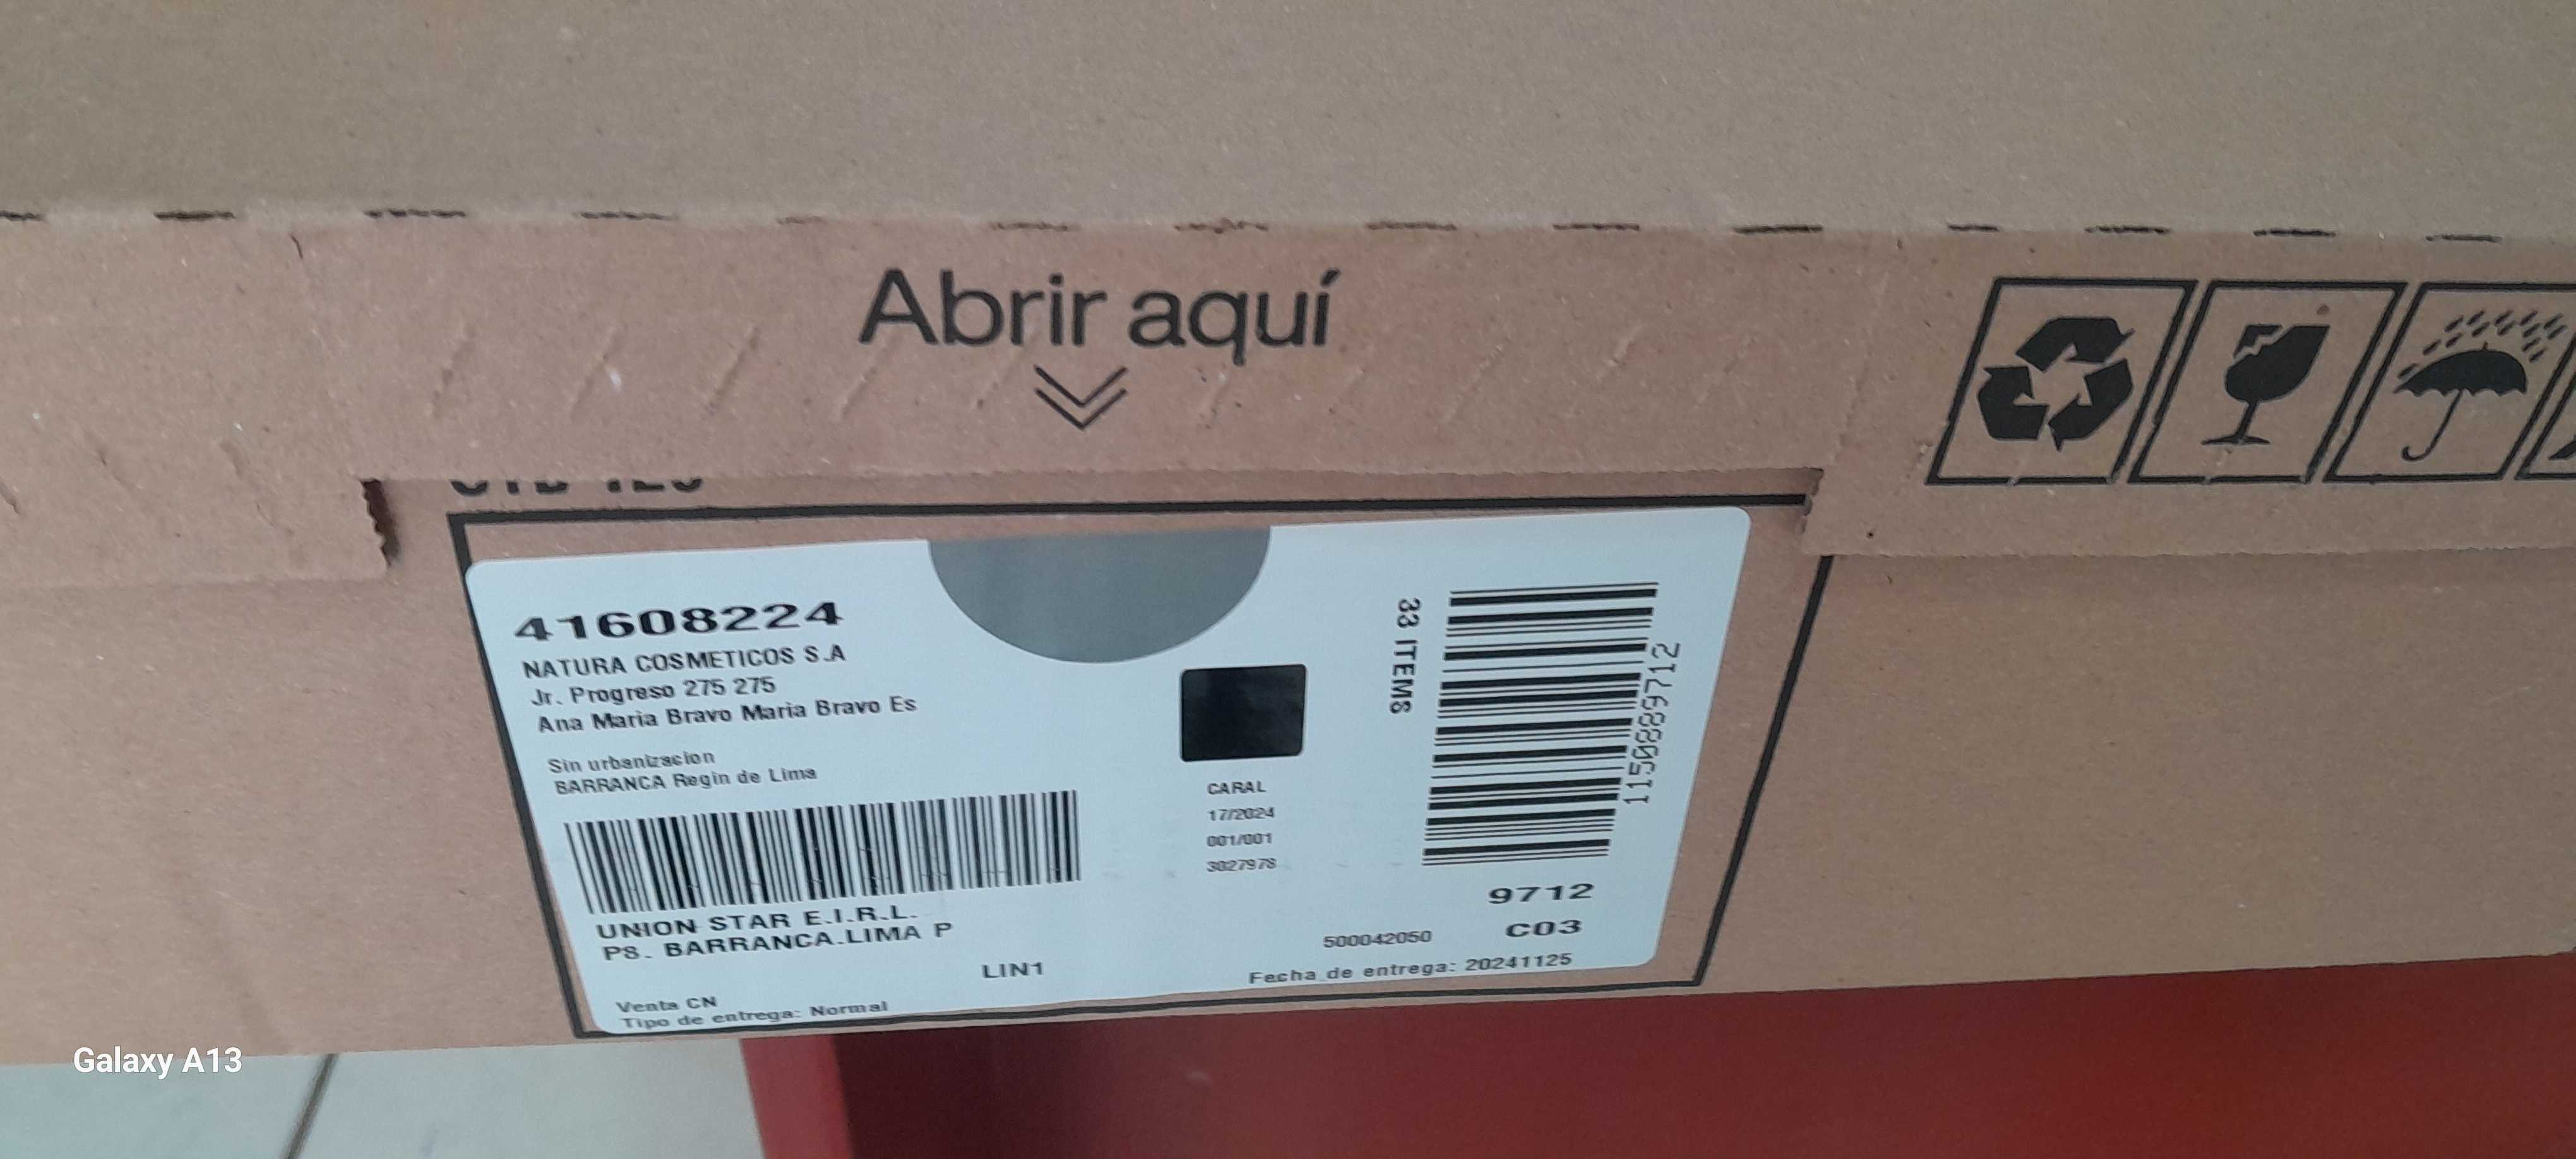 Abrir aquí
41608224
NATURA COSMETICOS S.A
Jr. Progreso 275 275
Ana Maria Bravo Maria Bravo Es
Sin urbanizacion
BARRANCA Regin de Lima
UNION STAR E.I.R.L.
PS. BARRANCA.LIMA P
LIN1
Venta CN
Tipo de entrega: Normal
CARAL
17/2024
001/001
3027978
33 ITEMS
1150889712
9712
C03
500042050
Fecha de entrega: 20241125
Galaxy A13